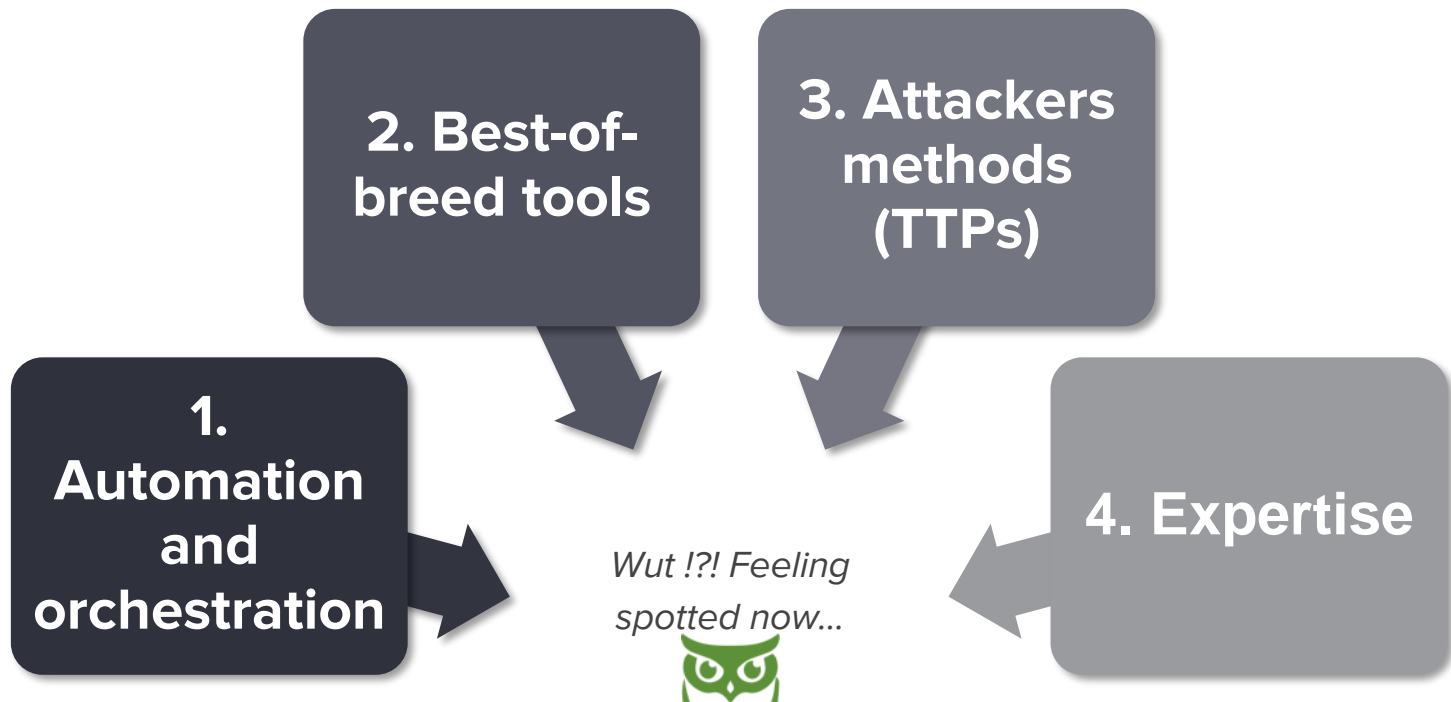 1.
Automation
and
orchestration
2. Best-of-
breed tools
3. Attackers
methods
(TTPs)
4. Expertise
Wut !?! Feeling
spotted now...